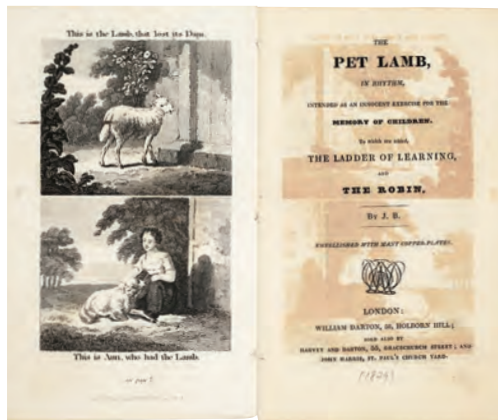 This is the Lamb, that lost its Dam.
This is Ann, who had the Lamb.
THE
PET LAMB,
IN RHYTHM,
INTENDED AS AN INNOCENT EXERCISE FOR THE
MEMORY OF CHILDREN.
To which are added,
THE LADDER OF LEARNING,
AND
THE ROBIN,
By J. B.
EMBELLISHED WITH MANY COPPER-PLATES.
LONDON:
WILLIAM DARTON, 58, HOLBORN HILL;
SOLD ALSO BY
HARVEY AND DARTON, 55, GRACECHURCH STREET; AND
JOHN HARRIS, ST. PAUL'S CHURCH YARD.